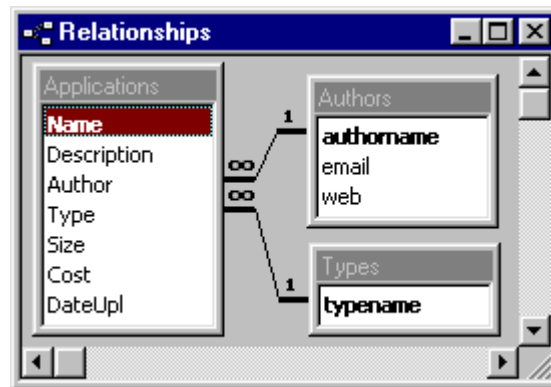 Relationships
Applications
Name
Description
Author
Type
Size
Cost
DateUpl
∞
∞
1
1
Authors
authorname
email
web
Types
typename